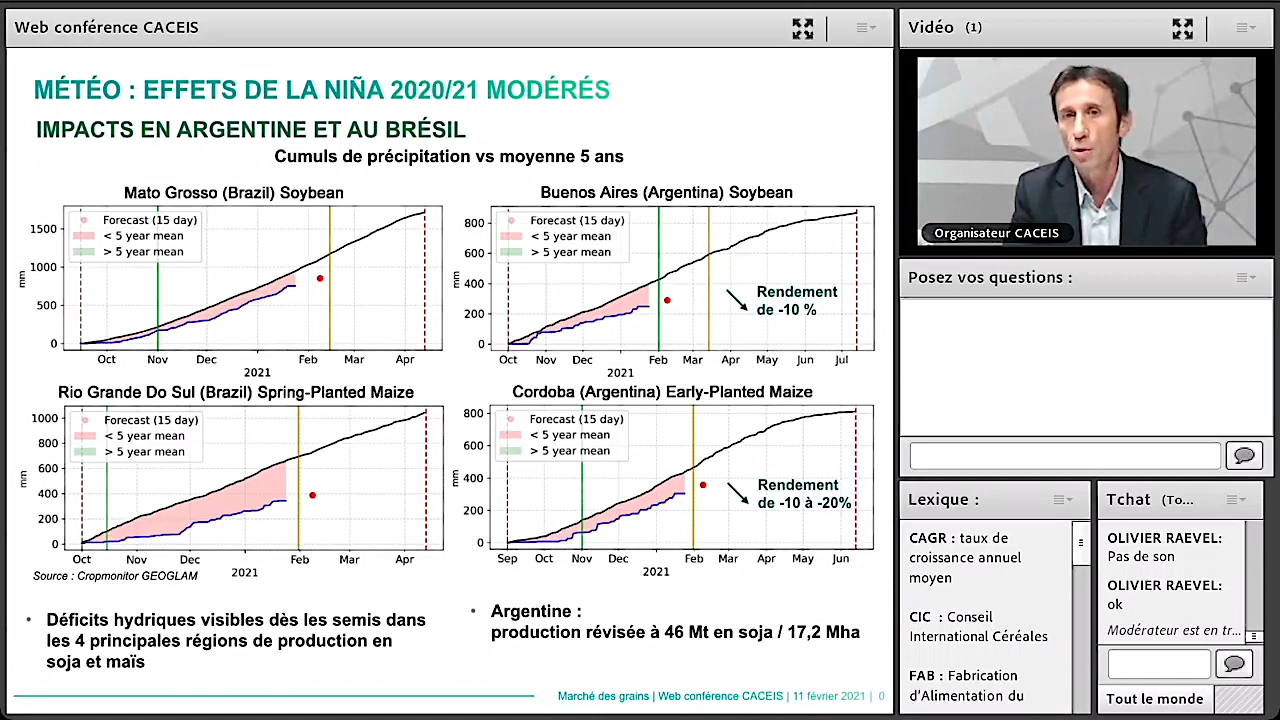 Web conférence CACEIS
MÉTÉO : EFFETS DE LA NIÑA 2020/21 MODÉRÉS
IMPACTS EN ARGENTINE ET AU BRÉSIL
Cumuls de précipitation vs moyenne 5 ans
Mato Grosso (Brazil) Soybean
Forecast (15 day)
< 5 year mean
> 5 year mean
1500
1000
500
0
mm
Oct Nov Dec Feb Mar Apr
2021
Buenos Aires (Argentina) Soybean
Forecast (15 day)
< 5 year mean
> 5 year mean
800
600
400
200
0
mm
Rendement
de -10 %
Oct Nov Dec Feb Mar Apr May Jun Jul
2021
Rio Grande Do Sul (Brazil) Spring-Planted Maize
Forecast (15 day)
< 5 year mean
> 5 year mean
1000
800
600
400
200
0
mm
Oct Nov Dec Feb Mar Apr
2021
Source : Cropmonitor GEOGLAM
Cordoba (Argentina) Early-Planted Maize
Forecast (15 day)
< 5 year mean
> 5 year mean
800
600
400
200
0
mm
Rendement
de -10 à -20%
Sep Oct Nov Dec Feb Mar Apr May Jun
2021
• Déficits hydriques visibles dès les semis dans
les 4 principales régions de production en
soja et maïs
• Argentine :
production révisée à 46 Mt en soja / 17,2 Mha
Marché des grains | Web conférence CACEIS | 11 février 2021 | 0
Vidéo (1)
Organisateur CACEIS
Posez vos questions :
Lexique :
CAGR : taux de
croissance annuel
moyen
CIC : Conseil
International Céréales
FAB : Fabrication
d'Alimentation du
Tchat (To...
OLIVIER RAEVEL:
Pas de son
OLIVIER RAEVEL:
ok
Modérateur est en tr...
Tout le monde